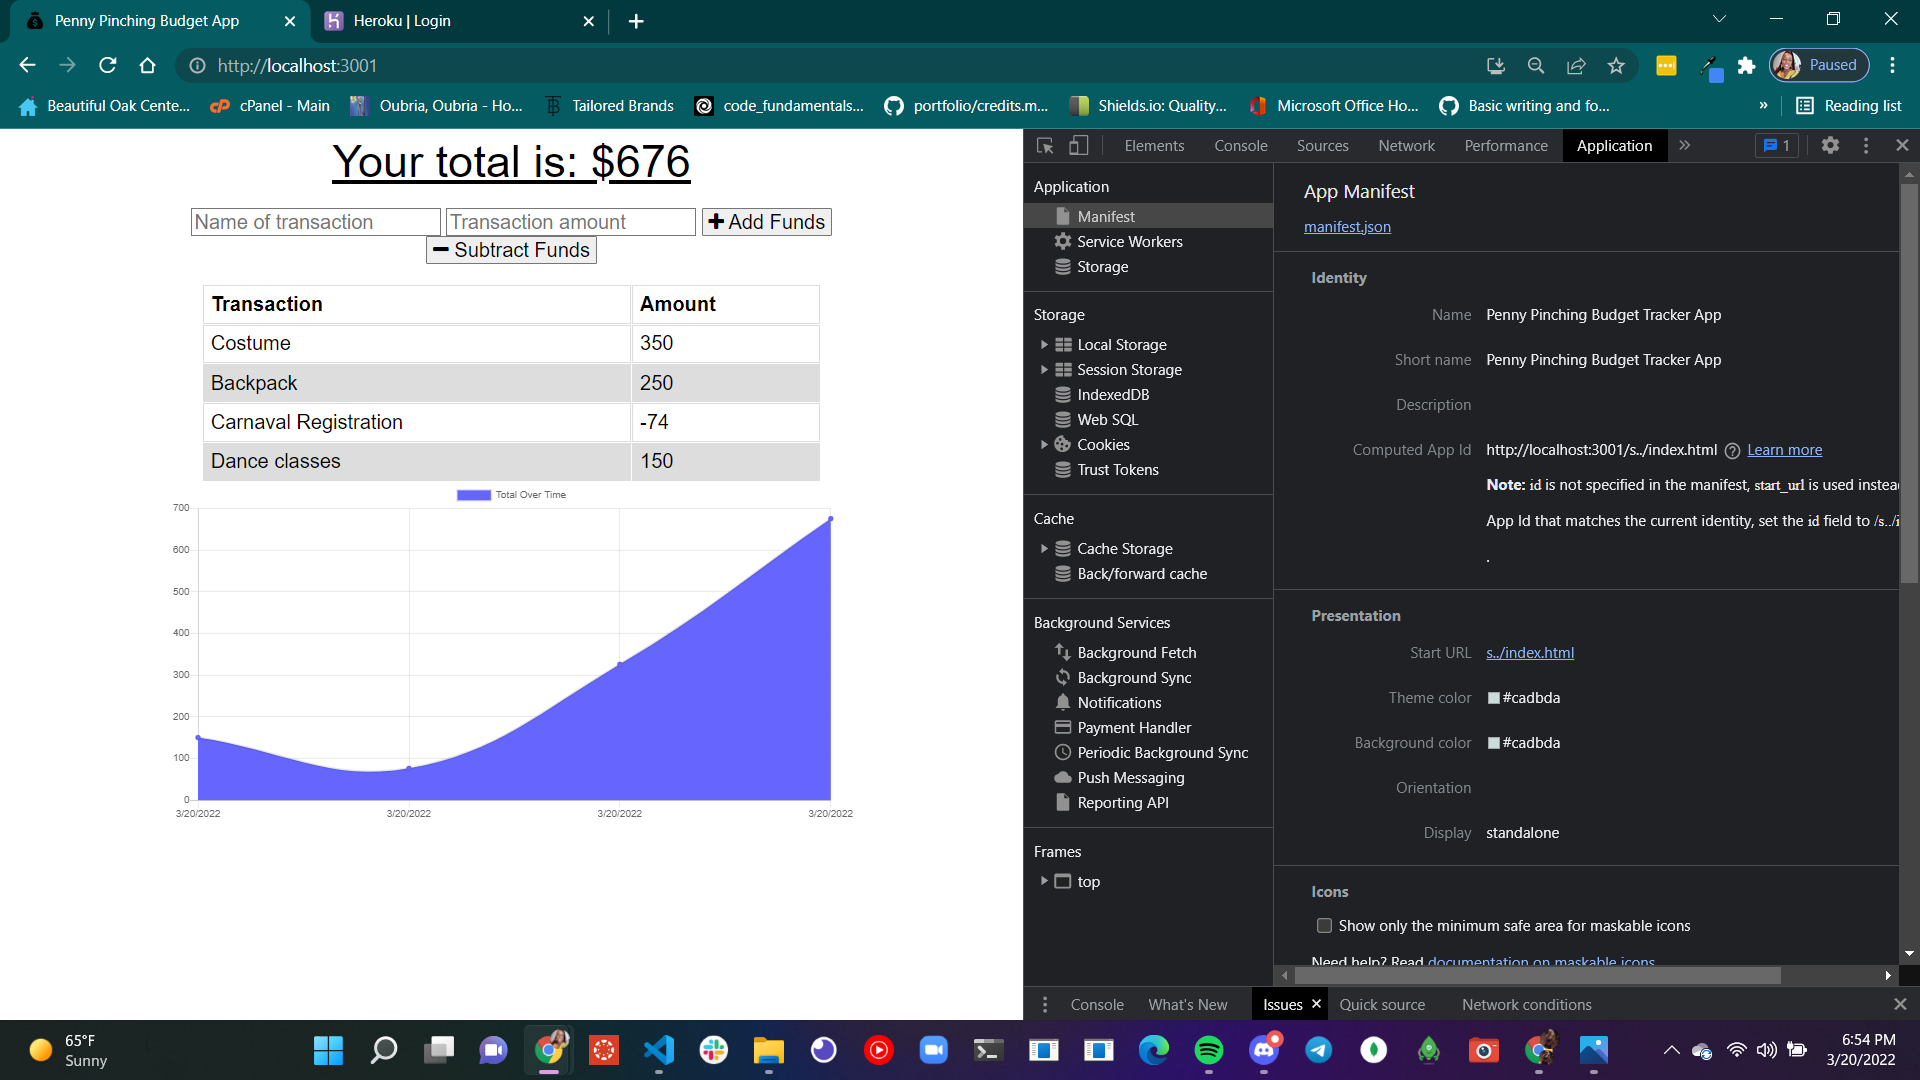 Penny Pinching Budget App
Heroku | Login
http://localhost:3001
Paused
Beautiful Oak Cente...
cPanel - Main
Oubria, Oubria - Ho...
Tailored Brands
code_fundamentals...
portfolio/credits.m...
Shields.io: Quality...
Microsoft Office Ho...
Basic writing and fo...
»
Reading list
Your total is: $676
Name of transaction
Transaction amount
Add Funds
Subtract Funds
Transaction Amount
Costume 350
Backpack 250
Carnaval Registration -74
Dance classes 150
Total Over Time
700
600
500
400
300
200
100
0
3/20/2022 3/20/2022 3/20/2022 3/20/2022
Elements Console Sources Network Performance Application » 1
Application
Manifest
Service Workers
Storage
Storage
Local Storage
Session Storage
IndexedDB
Web SQL
Cookies
Trust Tokens
Cache
Cache Storage
Back/forward cache
Background Services
Background Fetch
Background Sync
Notifications
Payment Handler
Periodic Background Sync
Push Messaging
Reporting API
Frames
top
App Manifest
manifest.json
Identity
Name Penny Pinching Budget Tracker App
Short name Penny Pinching Budget Tracker App
Description
Computed App Id http://localhost:3001/s../index.html Learn more
Note: id is not specified in the manifest, start_url is used instea
App Id that matches the current identity, set the id field to /s../i
.
Presentation
Start URL s../index.html
Theme color #cadbda
Background color #cadbda
Orientation
Display standalone
Icons
Show only the minimum safe area for maskable icons
Need help? Read documentation on maskable icons
Console What's New Issues Quick source Network conditions
65°F
Sunny
6:54 PM
3/20/2022